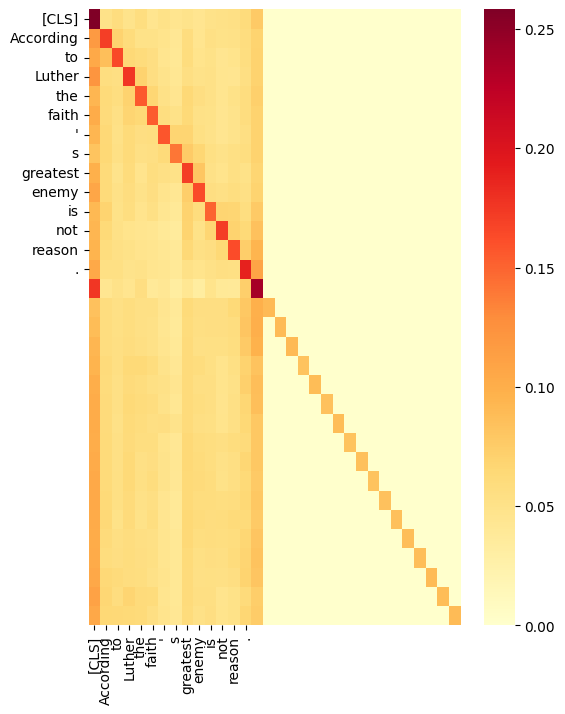 [CLS]
According
to
Luther
the
faith
'
s
greatest
enemy
is
not
reason
.
0.25
0.20
0.15
0.10
0.05
0.00
[CLS]
According
to
Luther
the
faith
'
s
greatest
enemy
is
not
reason
.